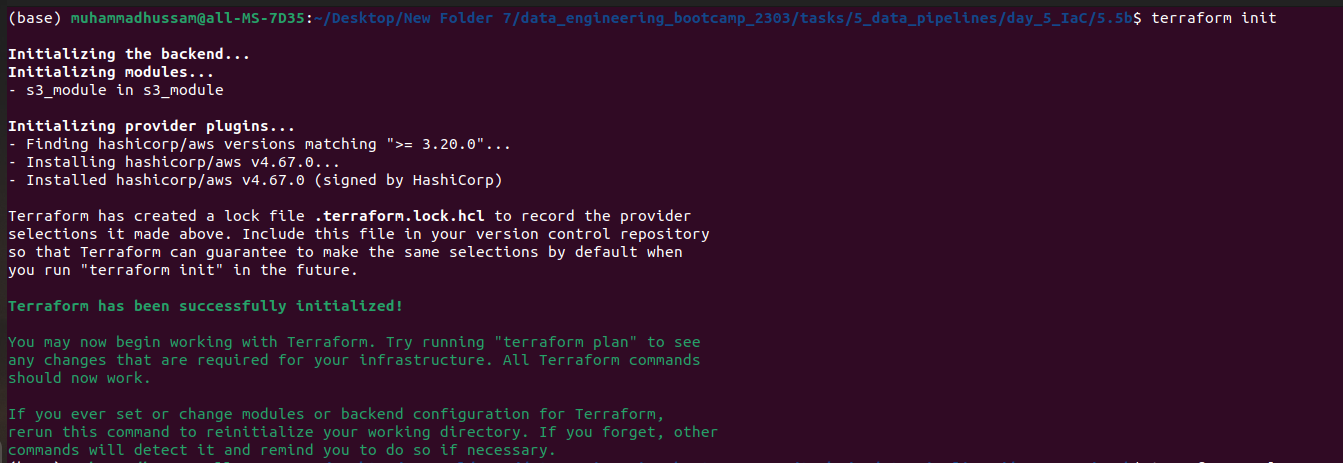 (base) muhammadhussam@all-MS-7D35:~/Desktop/New Folder 7/data_engineering_bootcamp_2303/tasks/5_data_pipelines/day_5_IaC/5.5b$ terraform init
Initializing the backend...
Initializing modules...
- s3_module in s3_module
Initializing provider plugins...
- Finding hashicorp/aws versions matching ">= 3.20.0"...
- Installing hashicorp/aws v4.67.0...
- Installed hashicorp/aws v4.67.0 (signed by HashiCorp)
Terraform has created a lock file .terraform.lock.hcl to record the provider
selections it made above. Include this file in your version control repository
so that Terraform can guarantee to make the same selections by default when
you run "terraform init" in the future.
Terraform has been successfully initialized!
You may now begin working with Terraform. Try running "terraform plan" to see
any changes that are required for your infrastructure. All Terraform commands
should now work.
If you ever set or change modules or backend configuration for Terraform,
rerun this command to reinitialize your working directory. If you forget, other
commands will detect it and remind you to do so if necessary.